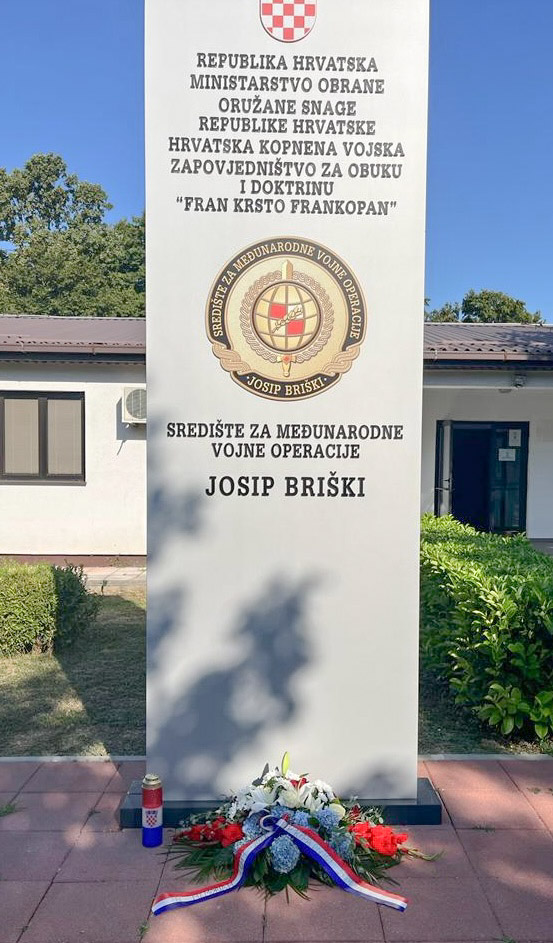 REPUBLIKA HRVATSKA
MINISTARSTVO OBRANE
ORUŽANE SNAGE
REPUBLIKE HRVATSKE
HRVATSKA KOPNENA VOJSKA
ZAPOVJEDNIŠTVO ZA OBUKU
I DOKTRINU
"FRAN KRSTO FRANKOPAN"
SREDIŠTE ZA MEĐUNARODNE VOJNE OPERACIJE
·JOSIP BRIŠKI·
SREDIŠTE ZA MEĐUNARODNE
VOJNE OPERACIJE
JOSIP BRIŠKI